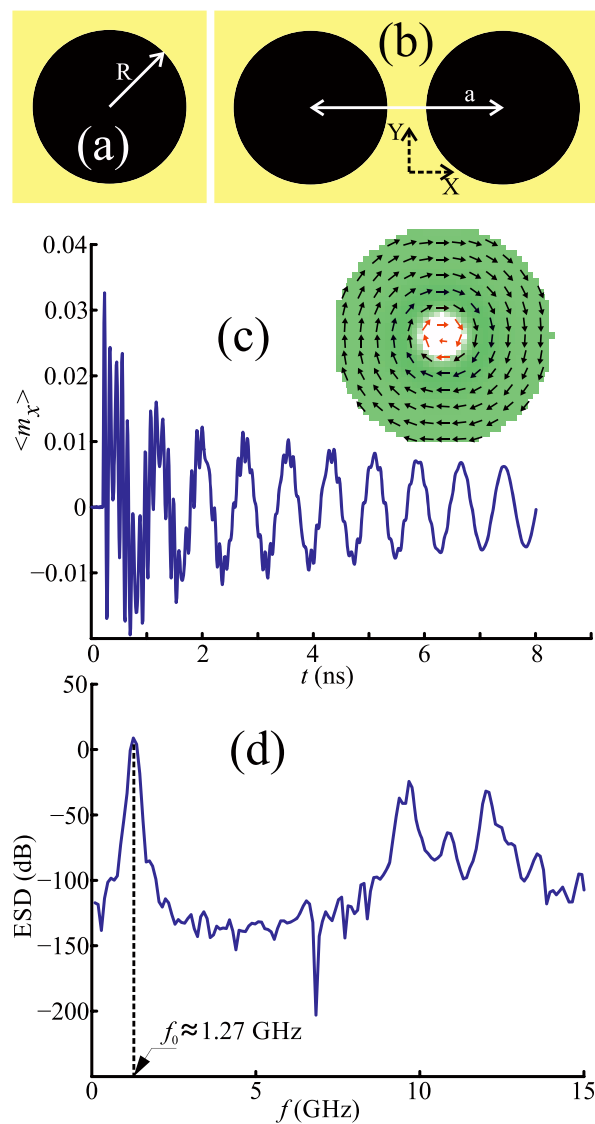 R
(a)
(b)
a
Y
X
0.04
0.03
0.02
0.01
0
−0.01
<m_x>
(c)
0 2 4 6 8
t (ns)
50
0
−50
−100
−150
−200
ESD (dB)
(d)
f_0≈1.27 GHz
0 5 10 15
f (GHz)